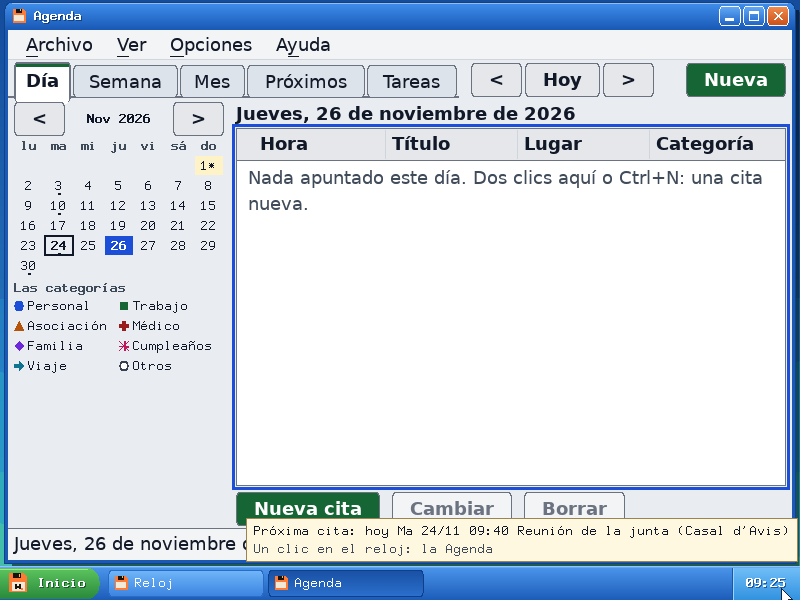 Agenda
Archivo Ver Opciones Ayuda
Día Semana Mes Próximos Tareas < Hoy > Nueva
< Nov 2026 >
Jueves, 26 de noviembre de 2026
lu ma mi ju vi sá do
Hora Título Lugar Categoría
1*
2 3 4 5 6 7 8
9 10 11 12 13 14 15
16 17 18 19 20 21 22
23 24 25 26 27 28 29
30
Nada apuntado este día. Dos clics aquí o Ctrl+N: una cita
nueva.
Las categorías
Personal Trabajo
Asociación Médico
Familia Cumpleaños
Viaje Otros
Nueva cita Cambiar Borrar
Jueves, 26 de noviembre
Próxima cita: hoy Ma 24/11 09:40 Reunión de la junta (Casal d'Avis)
Un clic en el reloj: la Agenda
Inicio Reloj Agenda 09:25